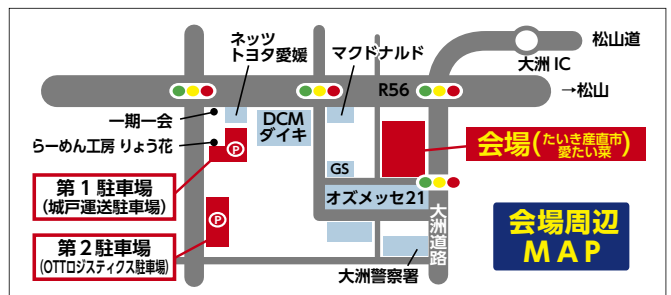 ネッツ
トヨタ愛媛
マクドナルド
松山道
大洲 IC
R56
→松山
一期一会
DCM
ダイキ
らーめん工房 りょう花
P
会場(たいき産直市
愛たい菜)
GS
第1駐車場
(城戸運送駐車場)
オズメッセ21
P
大洲道路
第2駐車場
(OTTロジスティクス駐車場)
大洲警察署
会場周辺
MAP